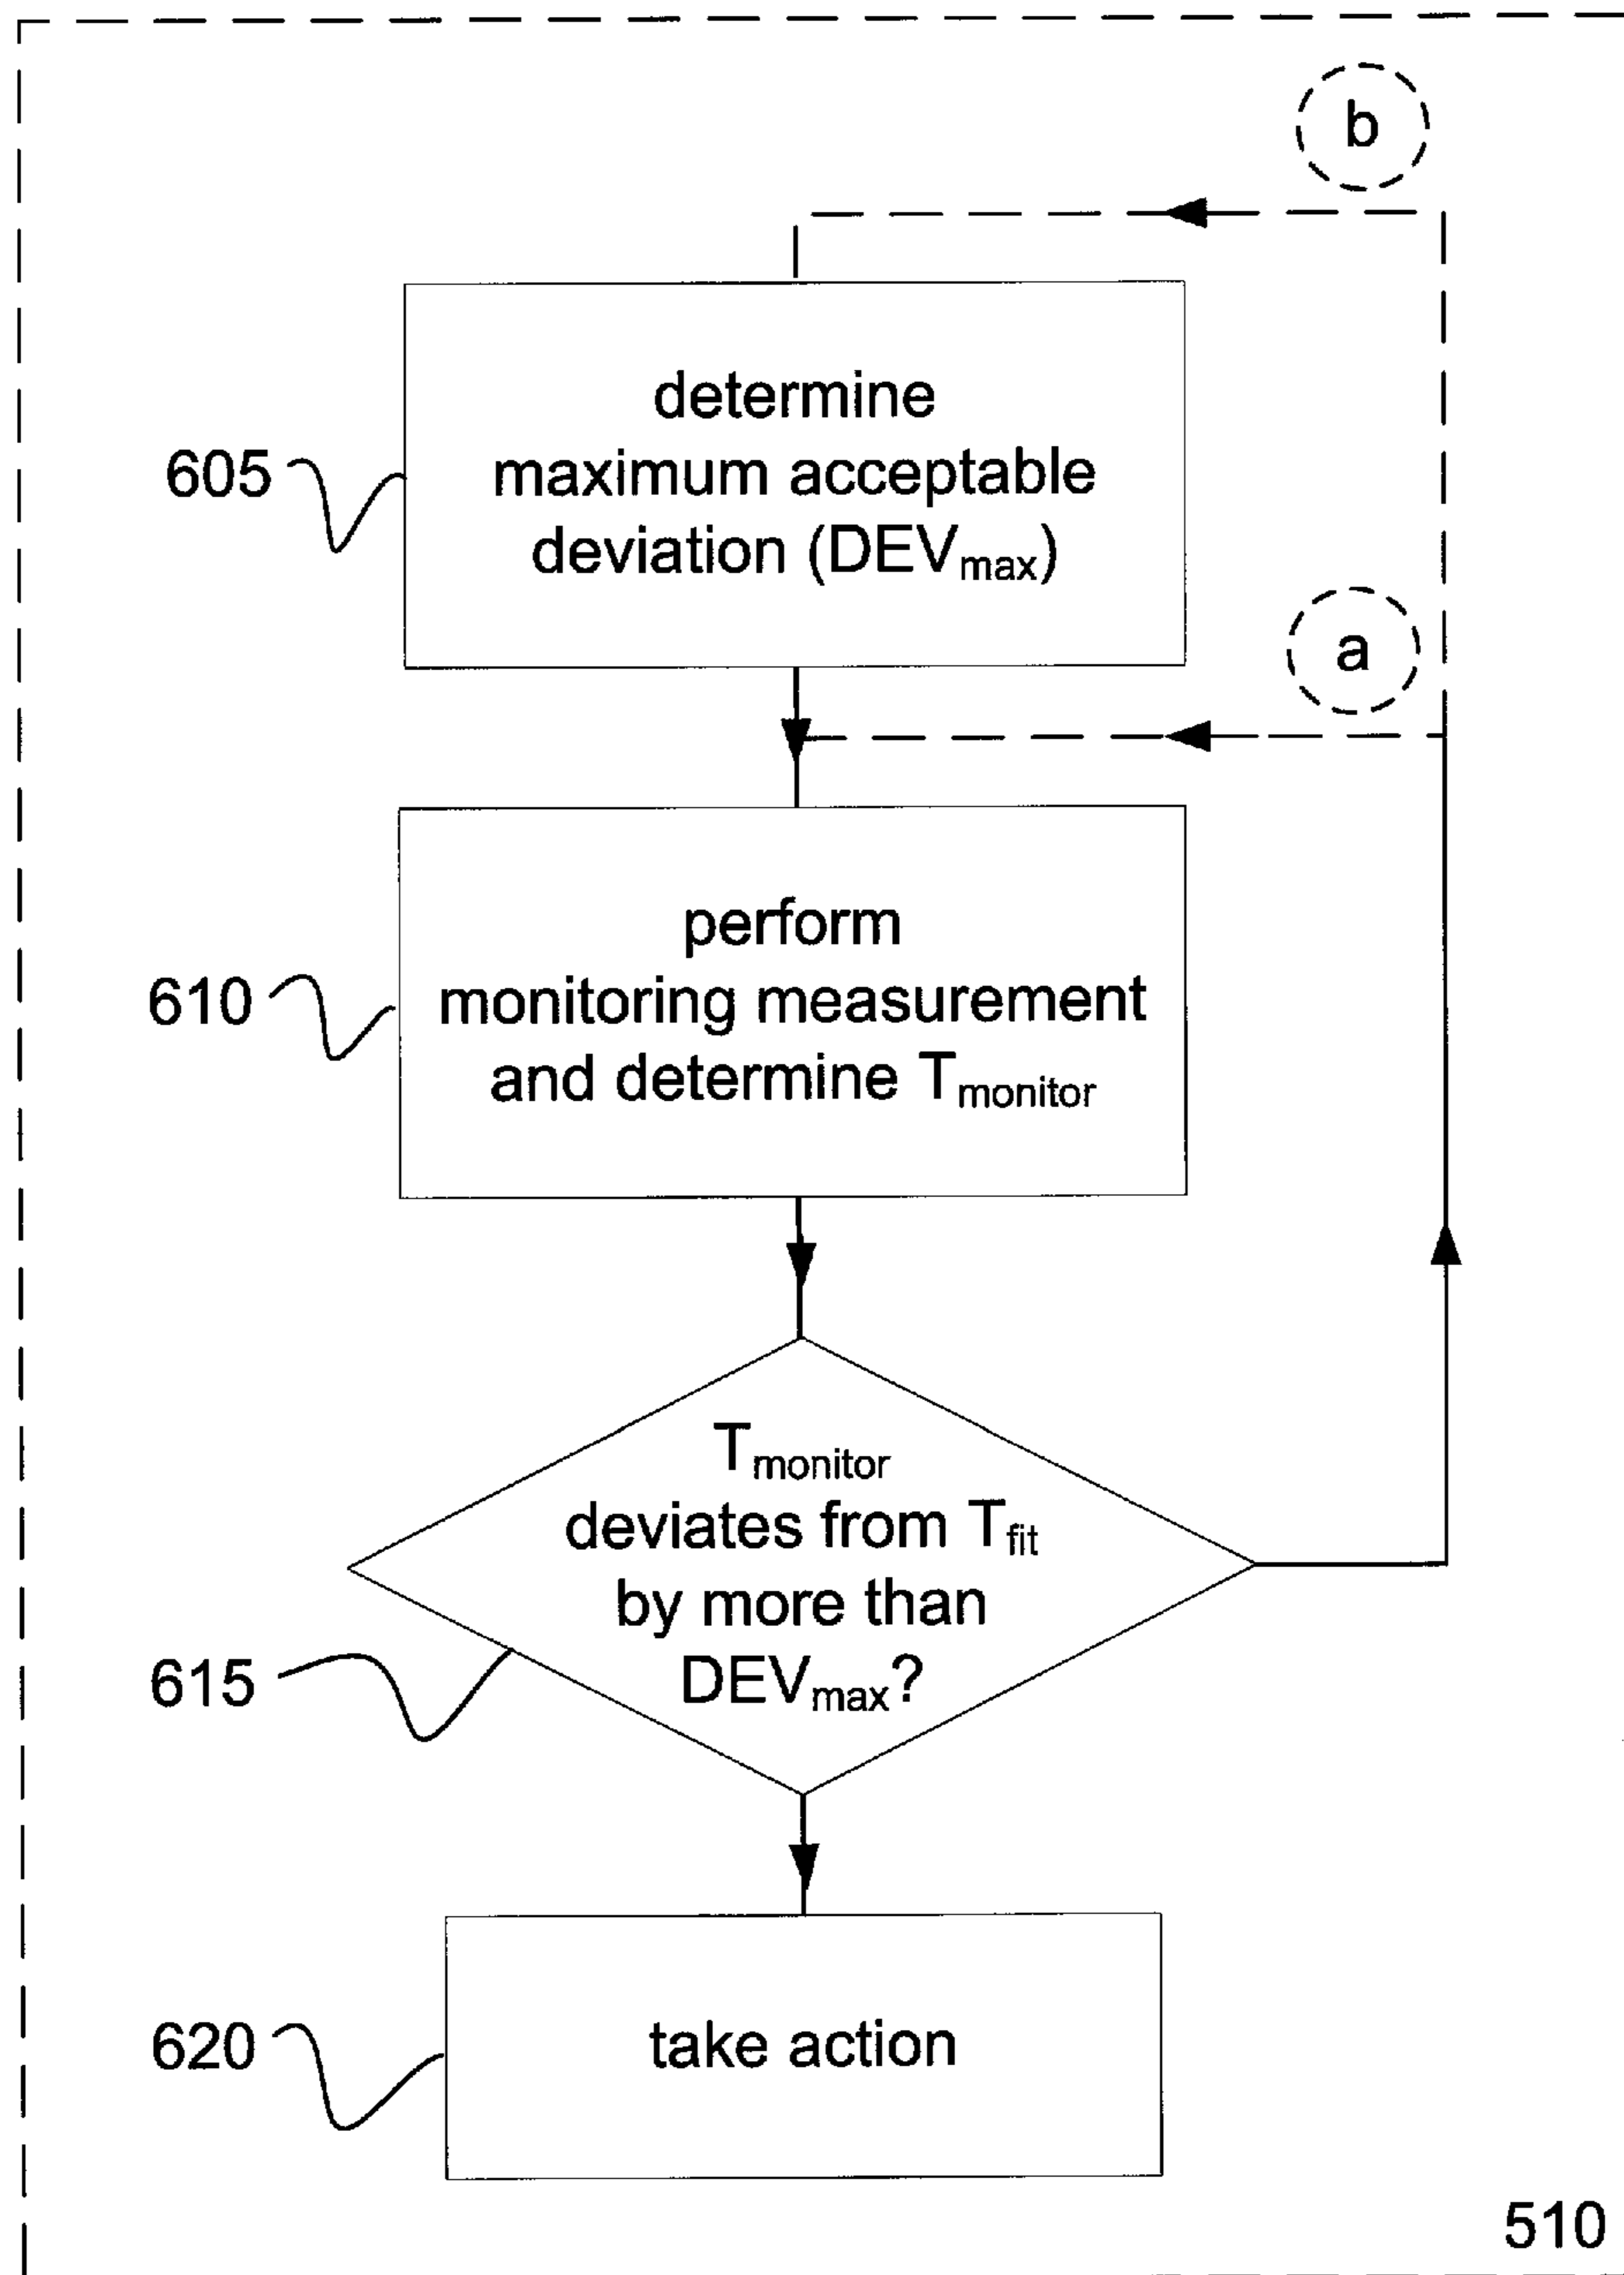 b
determine
605
maximum acceptable
deviation (DEVmax)
a
perform
610
monitoring measurement
and determine Tmonitor
Tmonitor
deviates from Tfit
by more than
615
DEVmax?
620
take action
510